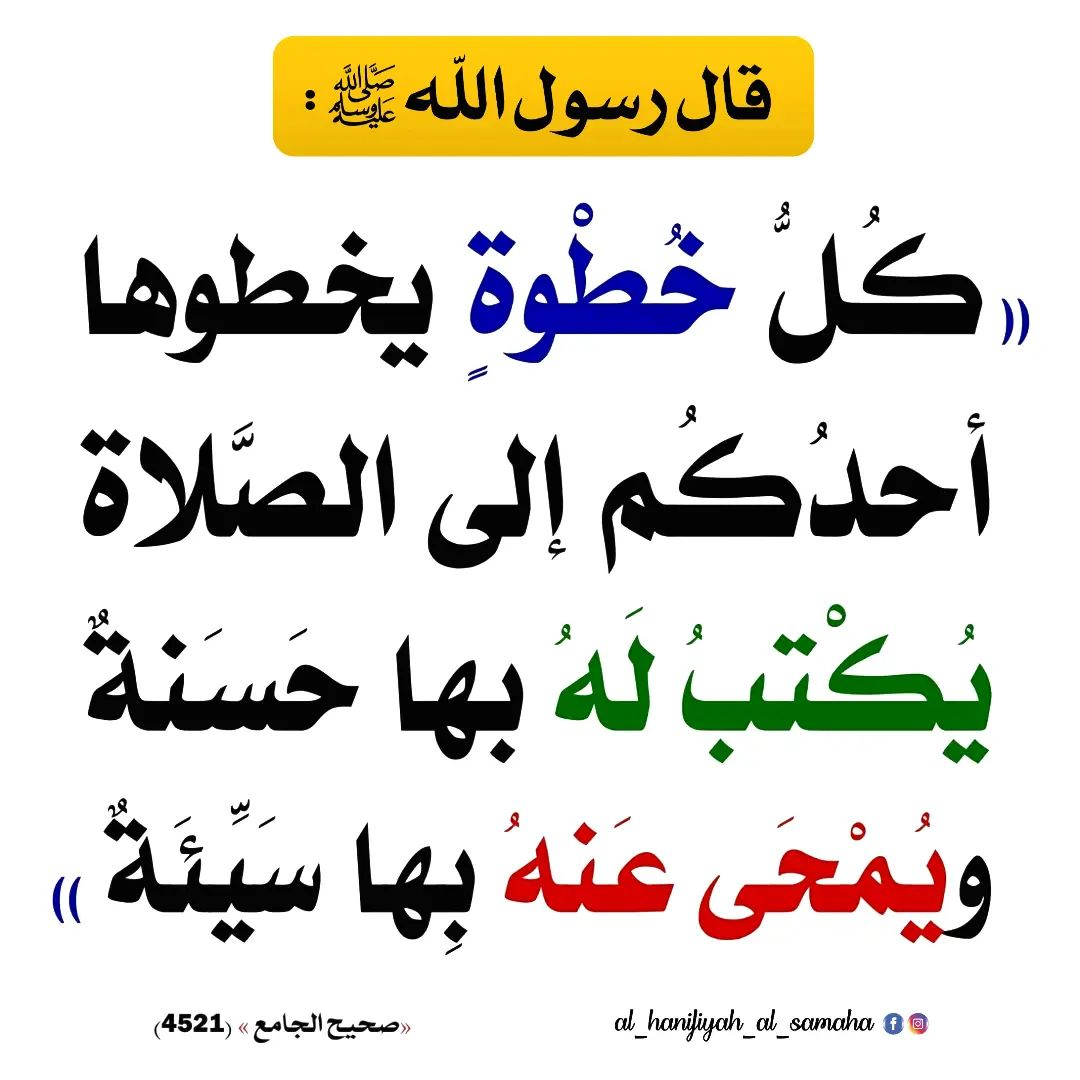 قال رسول الله ﷺ :
(( كُلُّ خُطْوةٍ يخطوها
أحدُكُم إلى الصَّلاة
يُكْتبُ لَهُ بها حَسَنةٌ
ويُمْحَى عَنهُ بِها سَيِّئَةٌ ))
«صحيح الجامع » (4521)
al_hanifiyah_al_samaha